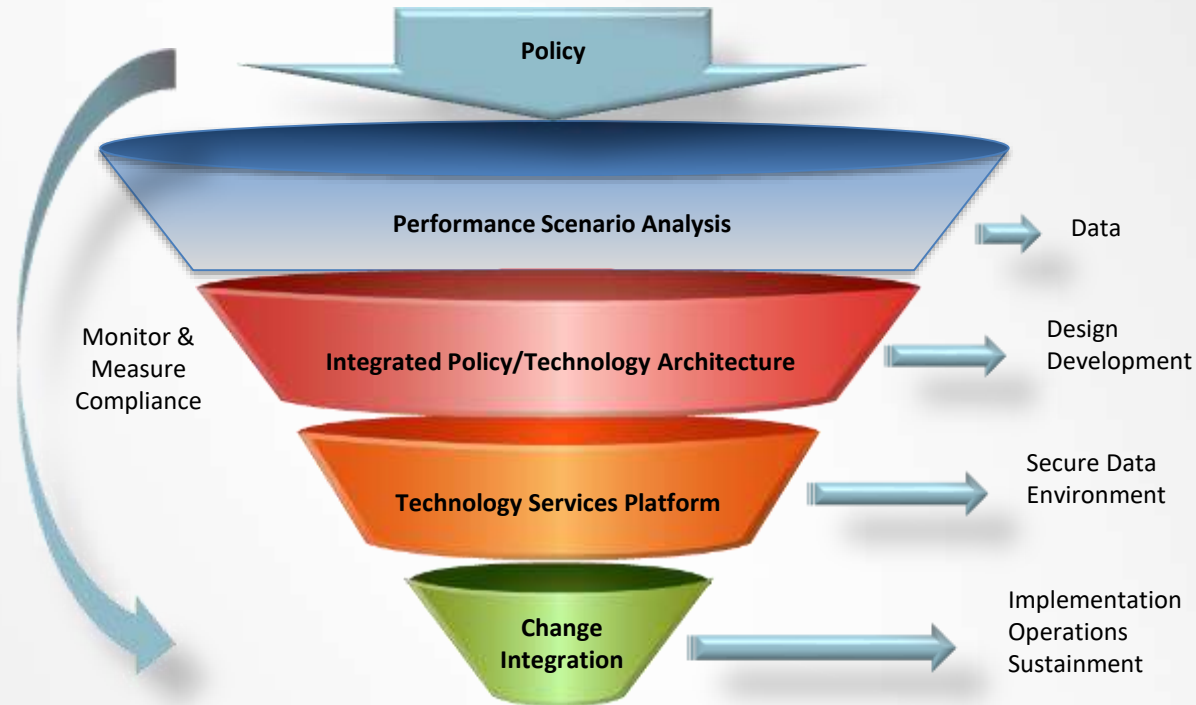 Policy
Performance Scenario Analysis
Data
Monitor &
Measure
Compliance
Integrated Policy/Technology Architecture
Design
Development
Technology Services Platform
Secure Data
Environment
Change
Integration
Implementation
Operations
Sustainment